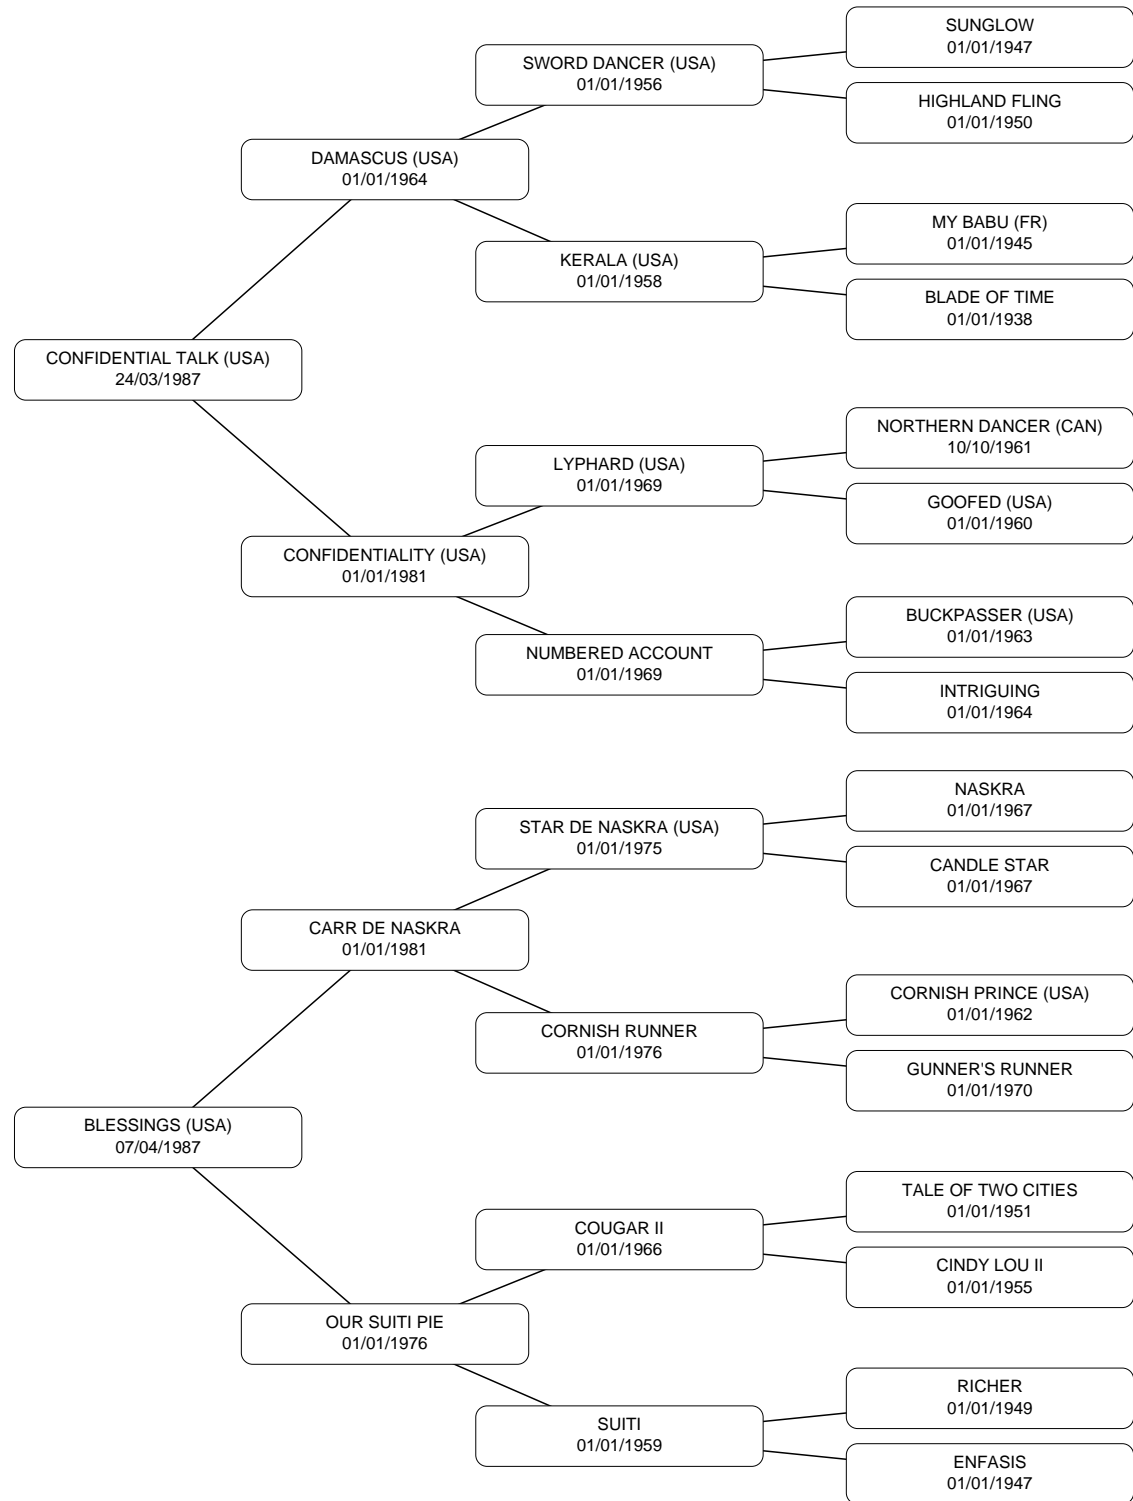 SUNGLOW
01/01/1947
SWORD DANCER (USA)
01/01/1956
HIGHLAND FLING
01/01/1950
DAMASCUS (USA)
01/01/1964
MY BABU (FR)
01/01/1945
KERALA (USA)
01/01/1958
BLADE OF TIME
01/01/1938
CONFIDENTIAL TALK (USA)
24/03/1987
NORTHERN DANCER (CAN)
10/10/1961
LYPHARD (USA)
01/01/1969
GOOFED (USA)
01/01/1960
CONFIDENTIALITY (USA)
01/01/1981
BUCKPASSER (USA)
01/01/1963
NUMBERED ACCOUNT
01/01/1969
INTRIGUING
01/01/1964
NASKRA
01/01/1967
STAR DE NASKRA (USA)
01/01/1975
CANDLE STAR
01/01/1967
CARR DE NASKRA
01/01/1981
CORNISH PRINCE (USA)
01/01/1962
CORNISH RUNNER
01/01/1976
GUNNER'S RUNNER
01/01/1970
BLESSINGS (USA)
07/04/1987
TALE OF TWO CITIES
01/01/1951
COUGAR II
01/01/1966
CINDY LOU II
01/01/1955
OUR SUITI PIE
01/01/1976
RICHER
01/01/1949
SUITI
01/01/1959
ENFASIS
01/01/1947